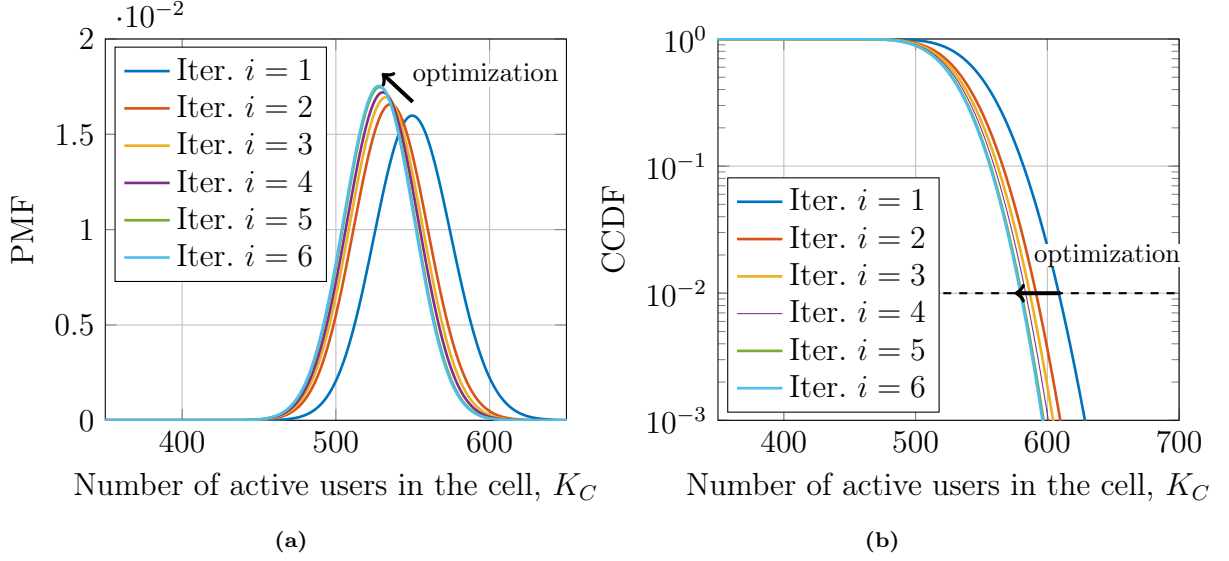 ·10⁻²
2
1.5
1
0.5
0
400
500
600
PMF
Number of active users in the cell, K_C
Iter. i = 1
Iter. i = 2
Iter. i = 3
Iter. i = 4
Iter. i = 5
Iter. i = 6
optimization
(a)
10⁰
10⁻¹
10⁻²
10⁻³
400
500
600
700
CCDF
Number of active users in the cell, K_C
Iter. i = 1
Iter. i = 2
Iter. i = 3
Iter. i = 4
Iter. i = 5
Iter. i = 6
optimization
(b)